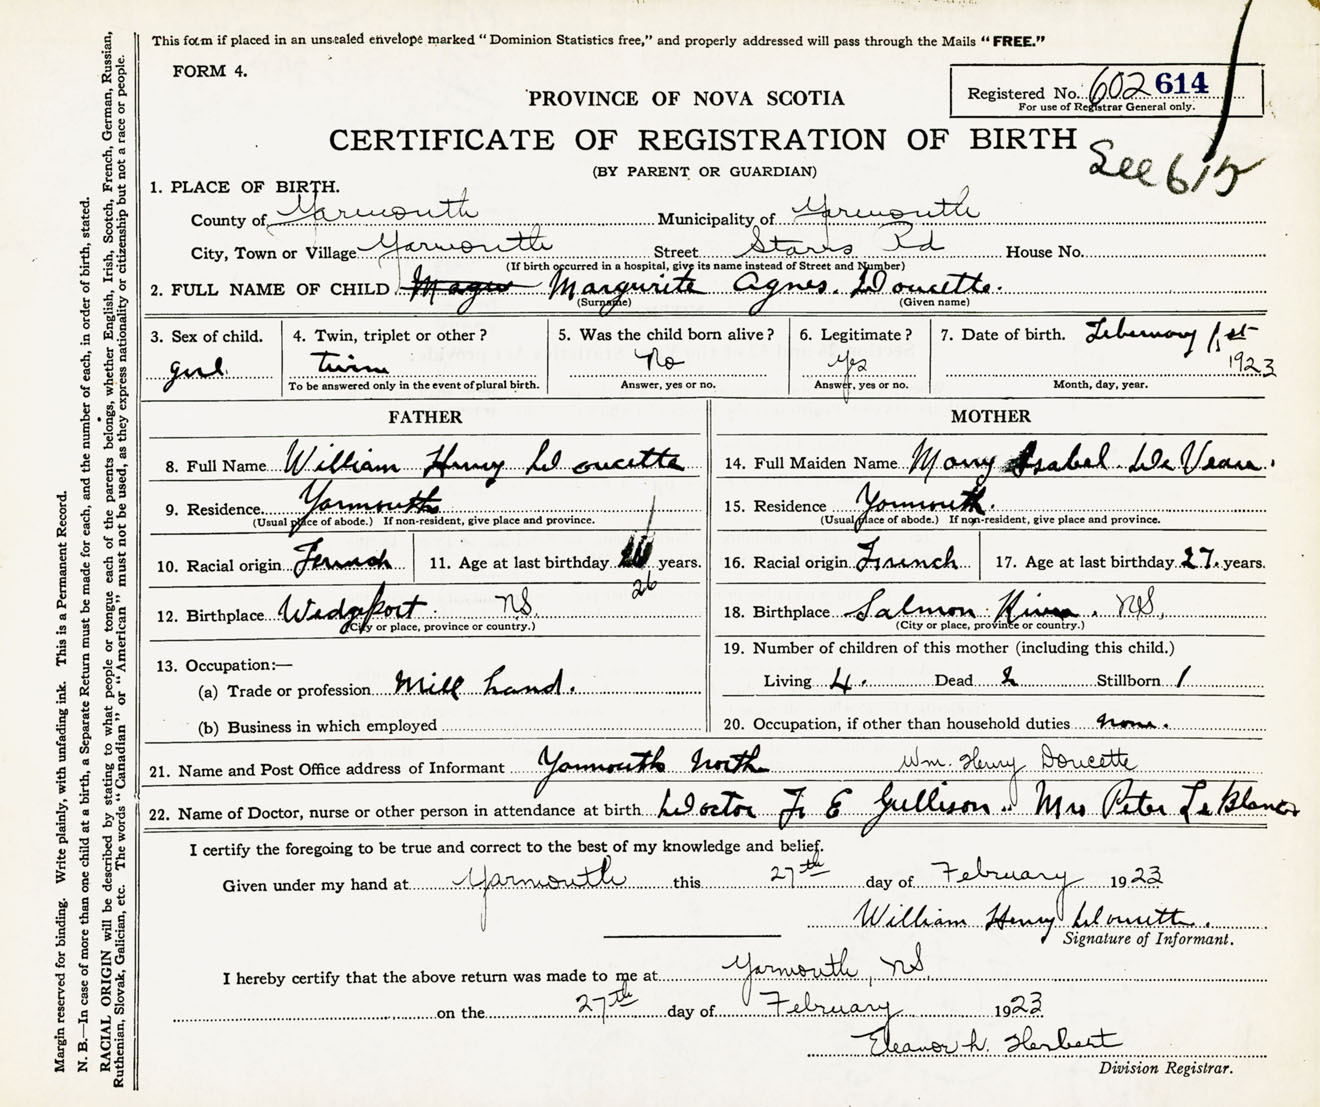 This form if placed in an unsealed envelope marked "Dominion Statistics free," and properly addressed will pass through the Mails "FREE."
FORM 4.
Registered No. 602 614
For use of Registrar General only.
PROVINCE OF NOVA SCOTIA
CERTIFICATE OF REGISTRATION OF BIRTH
See 615
(BY PARENT OR GUARDIAN)
1. PLACE OF BIRTH.
County of Yarmouth Municipality of Yarmouth
City, Town or Village Yarmouth Street Starrs Rd House No.
(If birth occurred in a hospital, give its name instead of Street and Number)
2. FULL NAME OF CHILD Margurite Agnes. Doucette.
(Surname) (Given name)
3. Sex of child. 4. Twin, triplet or other? 5. Was the child born alive? 6. Legitimate? 7. Date of birth. February 1st
girl. twin No Yes 1923
To be answered only in the event of plural birth. Answer, yes or no. Answer, yes or no. Month, day, year.
FATHER MOTHER
8. Full Name William Henry Doucette 14. Full Maiden Name Mary Isabel De Veau.
9. Residence Yarmouth 15. Residence Yarmouth.
(Usual place of abode.) If non-resident, give place and province. (Usual place of abode.) If non-resident, give place and province.
10. Racial origin French 11. Age at last birthday years. 16. Racial origin French 17. Age at last birthday 27. years.
26
12. Birthplace Wedgeport NS. 18. Birthplace Salmon River. NS.
(City or place, province or country.) (City or place, province or country.)
19. Number of children of this mother (including this child.)
13. Occupation:—
(a) Trade or profession Mill hand. Living 4. Dead 2 Stillborn 1
(b) Business in which employed 20. Occupation, if other than household duties none.
21. Name and Post Office address of Informant Yarmouth North Wm. Henry Doucette
22. Name of Doctor, nurse or other person in attendance at birth Doctor F E Gullison.. Mrs Peter LeBlanc
I certify the foregoing to be true and correct to the best of my knowledge and belief.
Given under my hand at Yarmouth this 27th day of February 1923
William Henry Doucette.
Signature of Informant.
I hereby certify that the above return was made to me at Yarmouth, NS.
on the 27th day of February 1923
Eleanor L. Herbert
Division Registrar.
Margin reserved for binding. Write plainly, with unfading ink. This is a Permanent Record.
N. B.—In case of more than one child at a birth, a Separate Return must be made for each, and the number of each, in order of birth, stated.
RACIAL ORIGIN will be described by stating to what people or tongue each of the parents belongs, whether English, Irish, Scotch, French, German, Russian,
Ruthenian, Slovak, Galician, etc. The words "Canadian" or "American" must not be used, as they express nationality or citizenship but not a race or people.